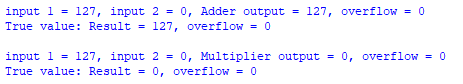 input 1 = 127, input 2 = 0, Adder output = 127, overflow = 0
True value: Result = 127, overflow = 0
input 1 = 127, input 2 = 0, Multiplier output = 0, overflow = 0
True value: Result = 0, overflow = 0